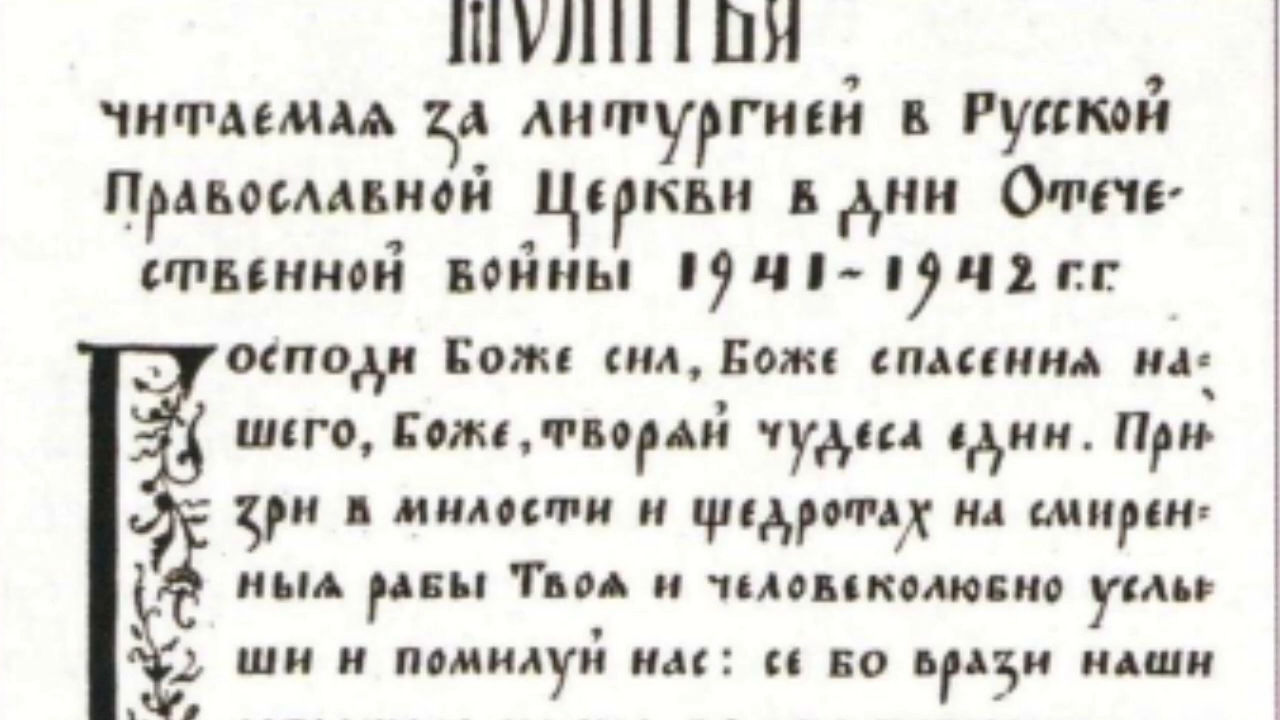 МОЛИТВА
читаемая за литургией в Русской
Православной Церкви в дни Отече-
ственной войны 1941-1942 г.г.
Господи Боже сил, Боже спасения на=
шего, Боже, творяй чудеса един. При=
зри в милости и щедротах на смирен=
ныя рабы Твоя и человеколюбно услы=
ши и помилуй нас: се бо врази наши